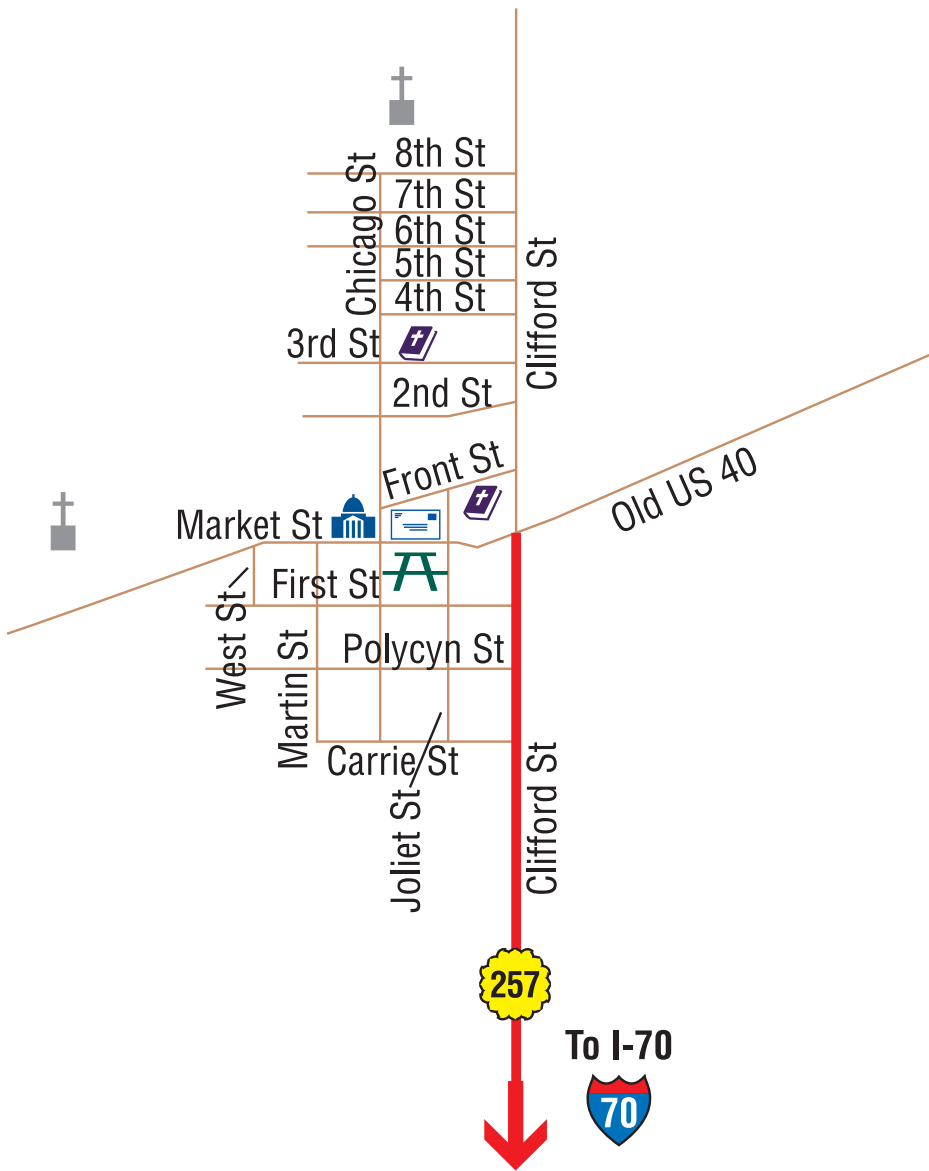 8th St
7th St
Chicago St
6th St
5th St
4th St
Clifford St
3rd St
2nd St
Front St
Old US 40
Market St
First St
West St
Martin St
Polycyn St
Carrie St
Joliet St
Clifford St
257
To I-70
70